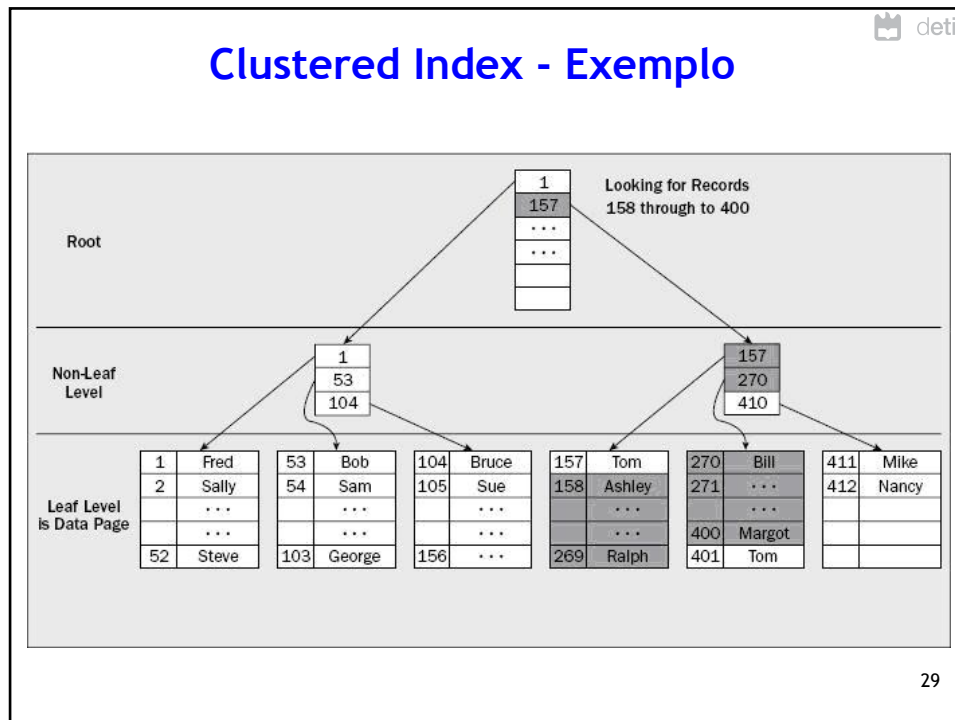 deti
Clustered Index - Exemplo
1
157
...
...
Looking for Records
158 through to 400
Root
Non-Leaf
Level
1
53
104
157
270
410
Leaf Level
is Data Page
1 Fred
2 Sally
...
...
52 Steve
53 Bob
54 Sam
...
...
103 George
104 Bruce
105 Sue
...
...
156 ...
157 Tom
158 Ashley
...
...
269 Ralph
270 Bill
271 ...
...
400 Margot
401 Tom
411 Mike
412 Nancy
29